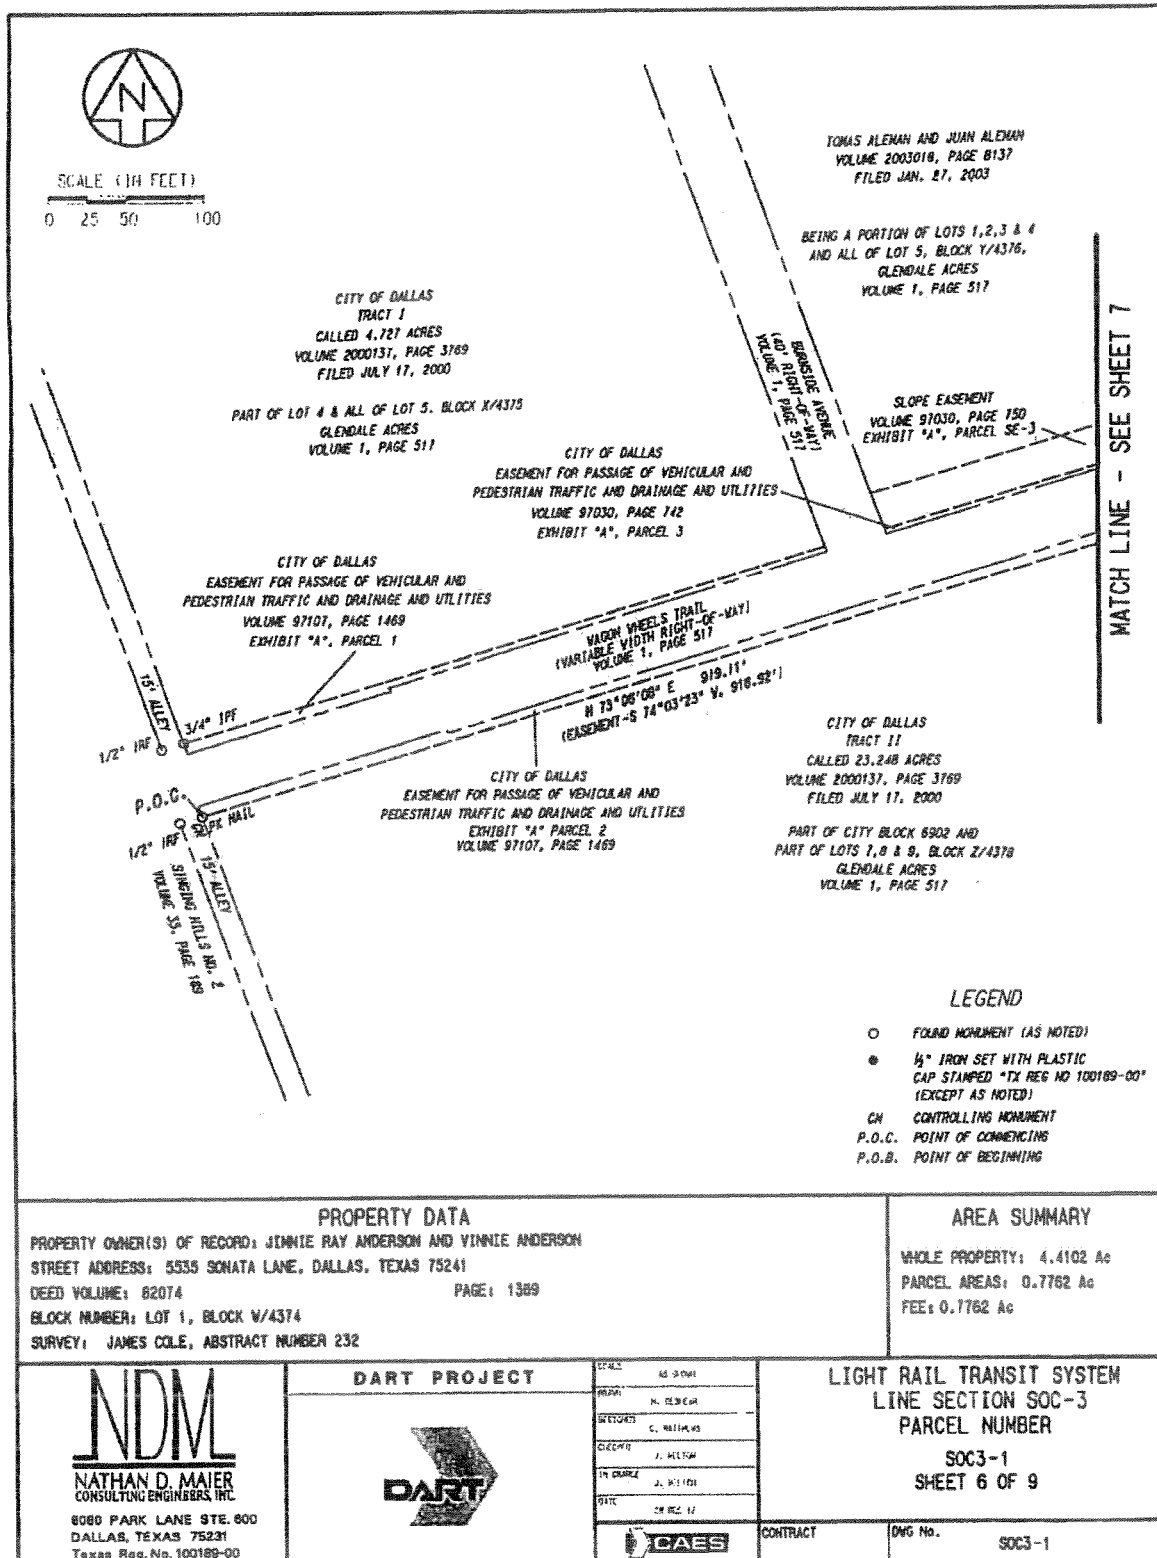 N
SCALE (IN FEET)
0 25 50 100
TOMAS ALEMAN AND JUAN ALEMAN
VOLUME 2003018, PAGE 8137
FILED JAN. 27, 2003
BEING A PORTION OF LOTS 1,2,3 & 4
AND ALL OF LOT 5, BLOCK Y/4376,
GLENDALE ACRES
VOLUME 1, PAGE 517
CITY OF DALLAS
TRACT I
CALLED 4.727 ACRES
VOLUME 2000137, PAGE 3769
FILED JULY 17, 2000
PART OF LOT 4 & ALL OF LOT 5. BLOCK X/4375
GLENDALE ACRES
VOLUME 1, PAGE 517
BURNSIDE AVENUE
(40' RIGHT-OF-WAY)
VOLUME 1, PAGE 517
SLOPE EASEMENT
VOLUME 97030, PAGE 750
EXHIBIT "A", PARCEL SE-3
MATCH LINE - SEE SHEET 7
CITY OF DALLAS
EASEMENT FOR PASSAGE OF VEHICULAR AND
PEDESTRIAN TRAFFIC AND DRAINAGE AND UTLITIES
VOLUME 97030, PAGE 742
EXHIBIT "A", PARCEL 3
CITY OF DALLAS
EASEMENT FOR PASSAGE OF VEHICULAR AND
PEDESTRIAN TRAFFIC AND DRAINAGE AND UTLITIES
VOLUME 97107, PAGE 1469
EXHIBIT "A", PARCEL 1
WAGON WHEELS TRAIL
(VARIABLE WIDTH RIGHT-OF-WAY)
VOLUME 1, PAGE 517
N 73°06'08" E 919.11'
(EASEMENT-S 74°03'23" W, 918.92')
15' ALLEY
3/4" IPF
1/2" IRF
P.O.C.
CM
PK NAIL
1/2" IRF
15' ALLEY
SINGING HILLS NO. 2
VOLUME 33, PAGE 189
CITY OF DALLAS
EASEMENT FOR PASSAGE OF VEHICULAR AND
PEDESTRIAN TRAFFIC AND DRAINAGE AND UTLITIES
EXHIBIT "A" PARCEL 2
VOLUME 97107, PAGE 1469
CITY OF DALLAS
TRACT II
CALLED 23.248 ACRES
VOLUME 2000137, PAGE 3769
FILED JULY 17, 2000
PART OF CITY BLOCK 6902 AND
PART OF LOTS 7,8 & 9, BLOCK Z/4378
GLENDALE ACRES
VOLUME 1, PAGE 517
LEGEND
FOUND MONUMENT (AS NOTED)
½" IRON SET WITH PLASTIC
CAP STAMPED "TX REG NO 100189-00"
(EXCEPT AS NOTED)
CM CONTROLLING MONUMENT
P.O.C. POINT OF COMMENCING
P.O.B. POINT OF BEGINNING
PROPERTY DATA
PROPERTY OWNER(S) OF RECORD: JIMMIE RAY ANDERSON AND VINNIE ANDERSON
STREET ADDRESS: 5535 SONATA LANE, DALLAS, TEXAS 75241
DEED VOLUME: 82074 PAGE: 1389
BLOCK NUMBER: LOT 1, BLOCK W/4374
SURVEY: JAMES COLE, ABSTRACT NUMBER 232
AREA SUMMARY
WHOLE PROPERTY: 4.4102 Ac
PARCEL AREAS: 0.7762 Ac
FEE: 0.7762 Ac
NDM
NATHAN D. MAIER
CONSULTING ENGINEERS, INC.
8080 PARK LANE STE. 600
DALLAS, TEXAS 75231
Texas Reg. No. 100189-00
DART PROJECT
DART
SCALE AS SHOWN
DRAWN
DESIGNED
CHECKED J. HELTON
IN CHARGE J. HELTON
DATE
CAES
LIGHT RAIL TRANSIT SYSTEM
LINE SECTION SOC-3
PARCEL NUMBER
SOC3-1
SHEET 6 OF 9
CONTRACT
DWG No.
SOC3-1